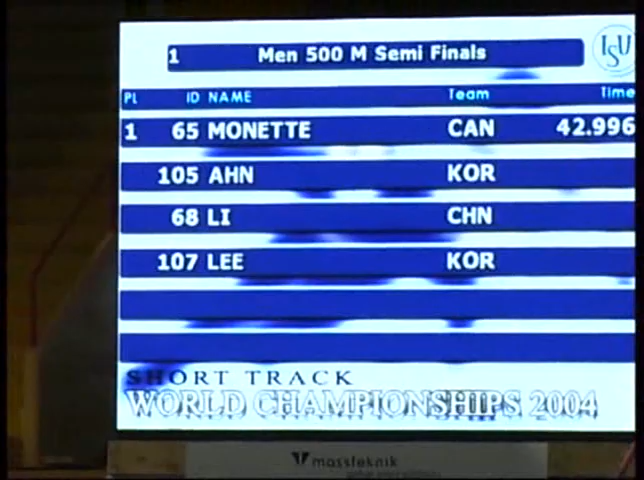 1 Men 500 M Semi Finals ISU
PL ID NAME Team Time
1 65 MONETTE CAN 42.996
105 AHN KOR
68 LI CHN
107 LEE KOR
SHORT TRACK
WORLD CHAMPIONSHIPS 2004
massteknik